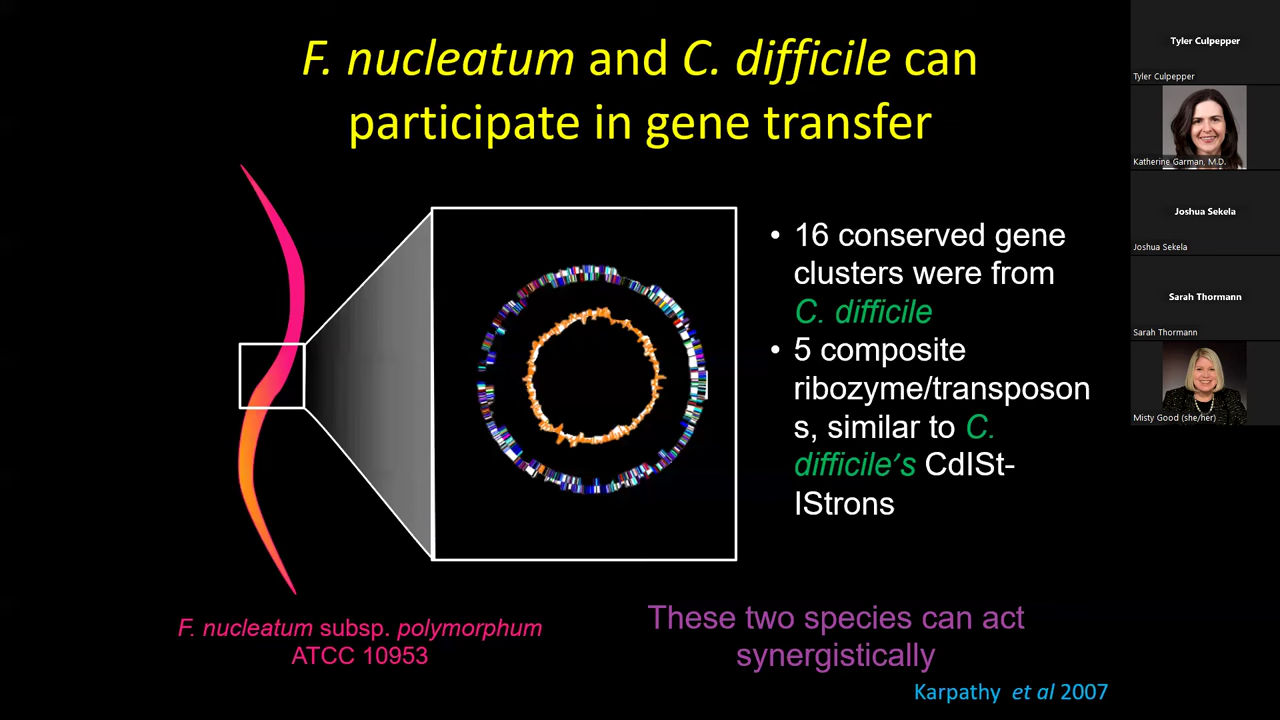 F. nucleatum and C. difficile can
participate in gene transfer
• 16 conserved gene
clusters were from
C. difficile
• 5 composite
ribozyme/transposon
s, similar to C.
difficile’s CdISt-
IStrons
F. nucleatum subsp. polymorphum
ATCC 10953
These two species can act
synergistically
Karpathy et al 2007
Tyler Culpepper
Tyler Culpepper
Katherine Garman, M.D.
Joshua Sekela
Joshua Sekela
Sarah Thormann
Sarah Thormann
Misty Good (she/her)